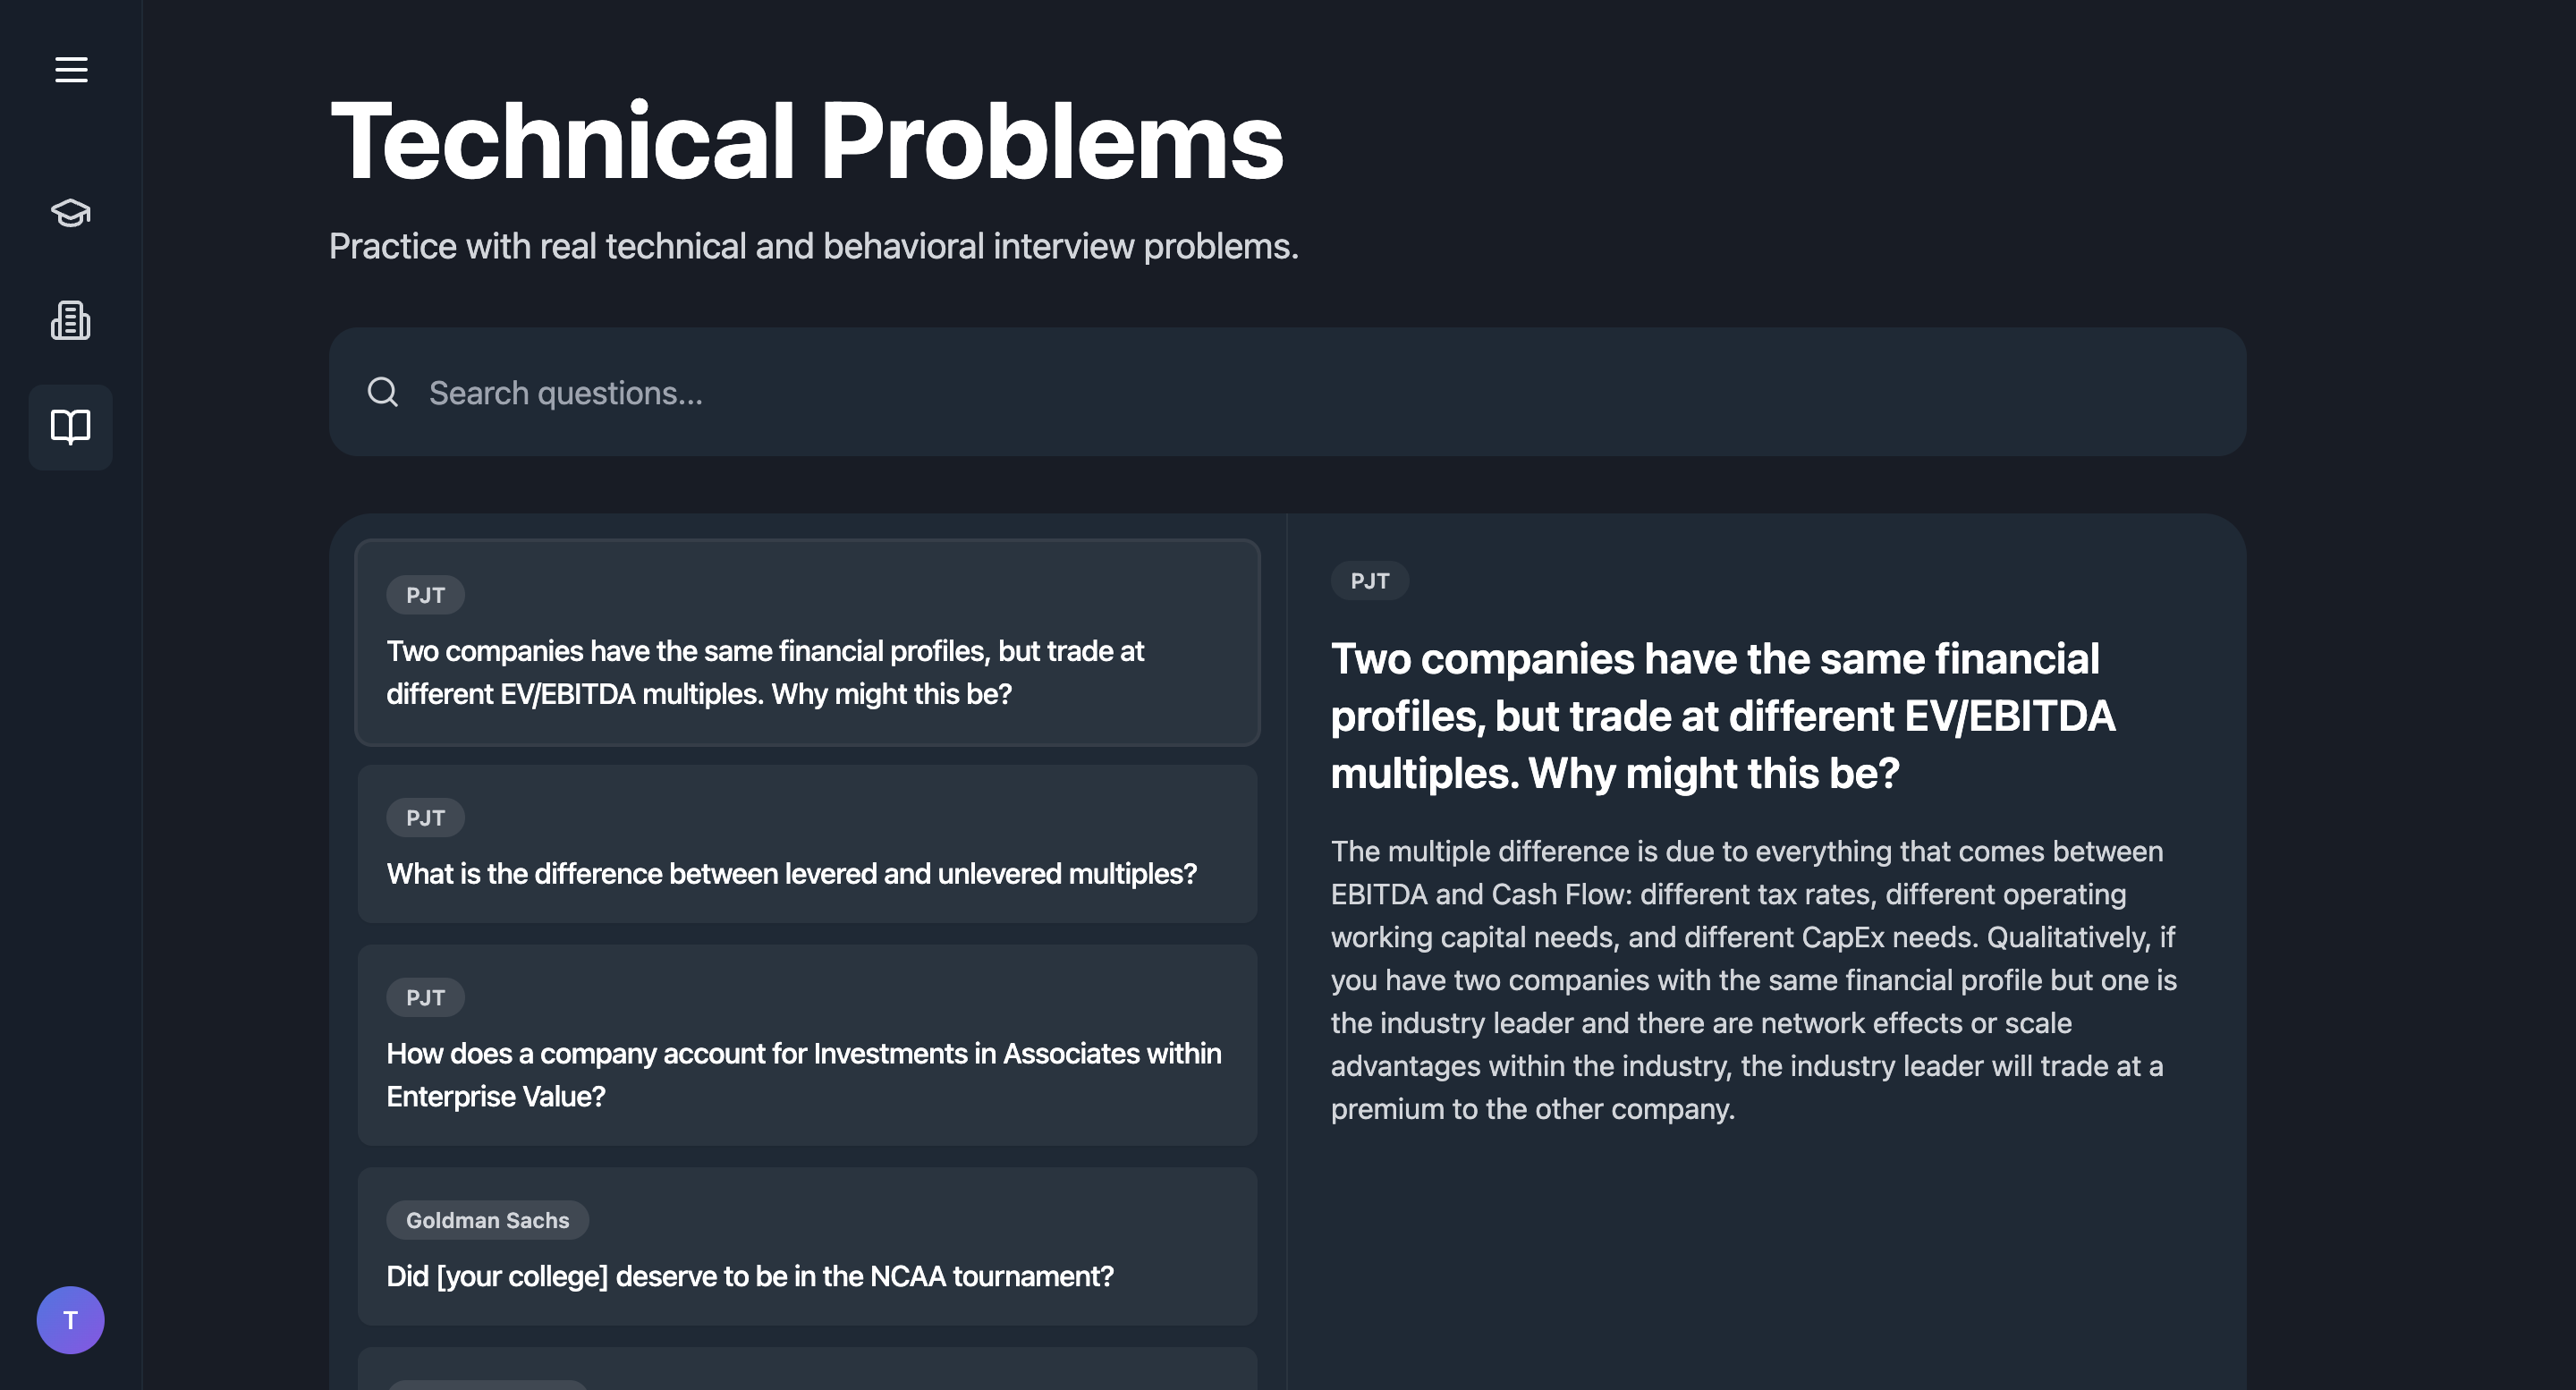 Technical Problems
Practice with real technical and behavioral interview problems.
Search questions...
PJT
Two companies have the same financial profiles, but trade at
different EV/EBITDA multiples. Why might this be?
PJT
What is the difference between levered and unlevered multiples?
PJT
How does a company account for Investments in Associates within
Enterprise Value?
Goldman Sachs
Did [your college] deserve to be in the NCAA tournament?
PJT
Two companies have the same financial
profiles, but trade at different EV/EBITDA
multiples. Why might this be?
The multiple difference is due to everything that comes between
EBITDA and Cash Flow: different tax rates, different operating
working capital needs, and different CapEx needs. Qualitatively, if
you have two companies with the same financial profile but one is
the industry leader and there are network effects or scale
advantages within the industry, the industry leader will trade at a
premium to the other company.
T